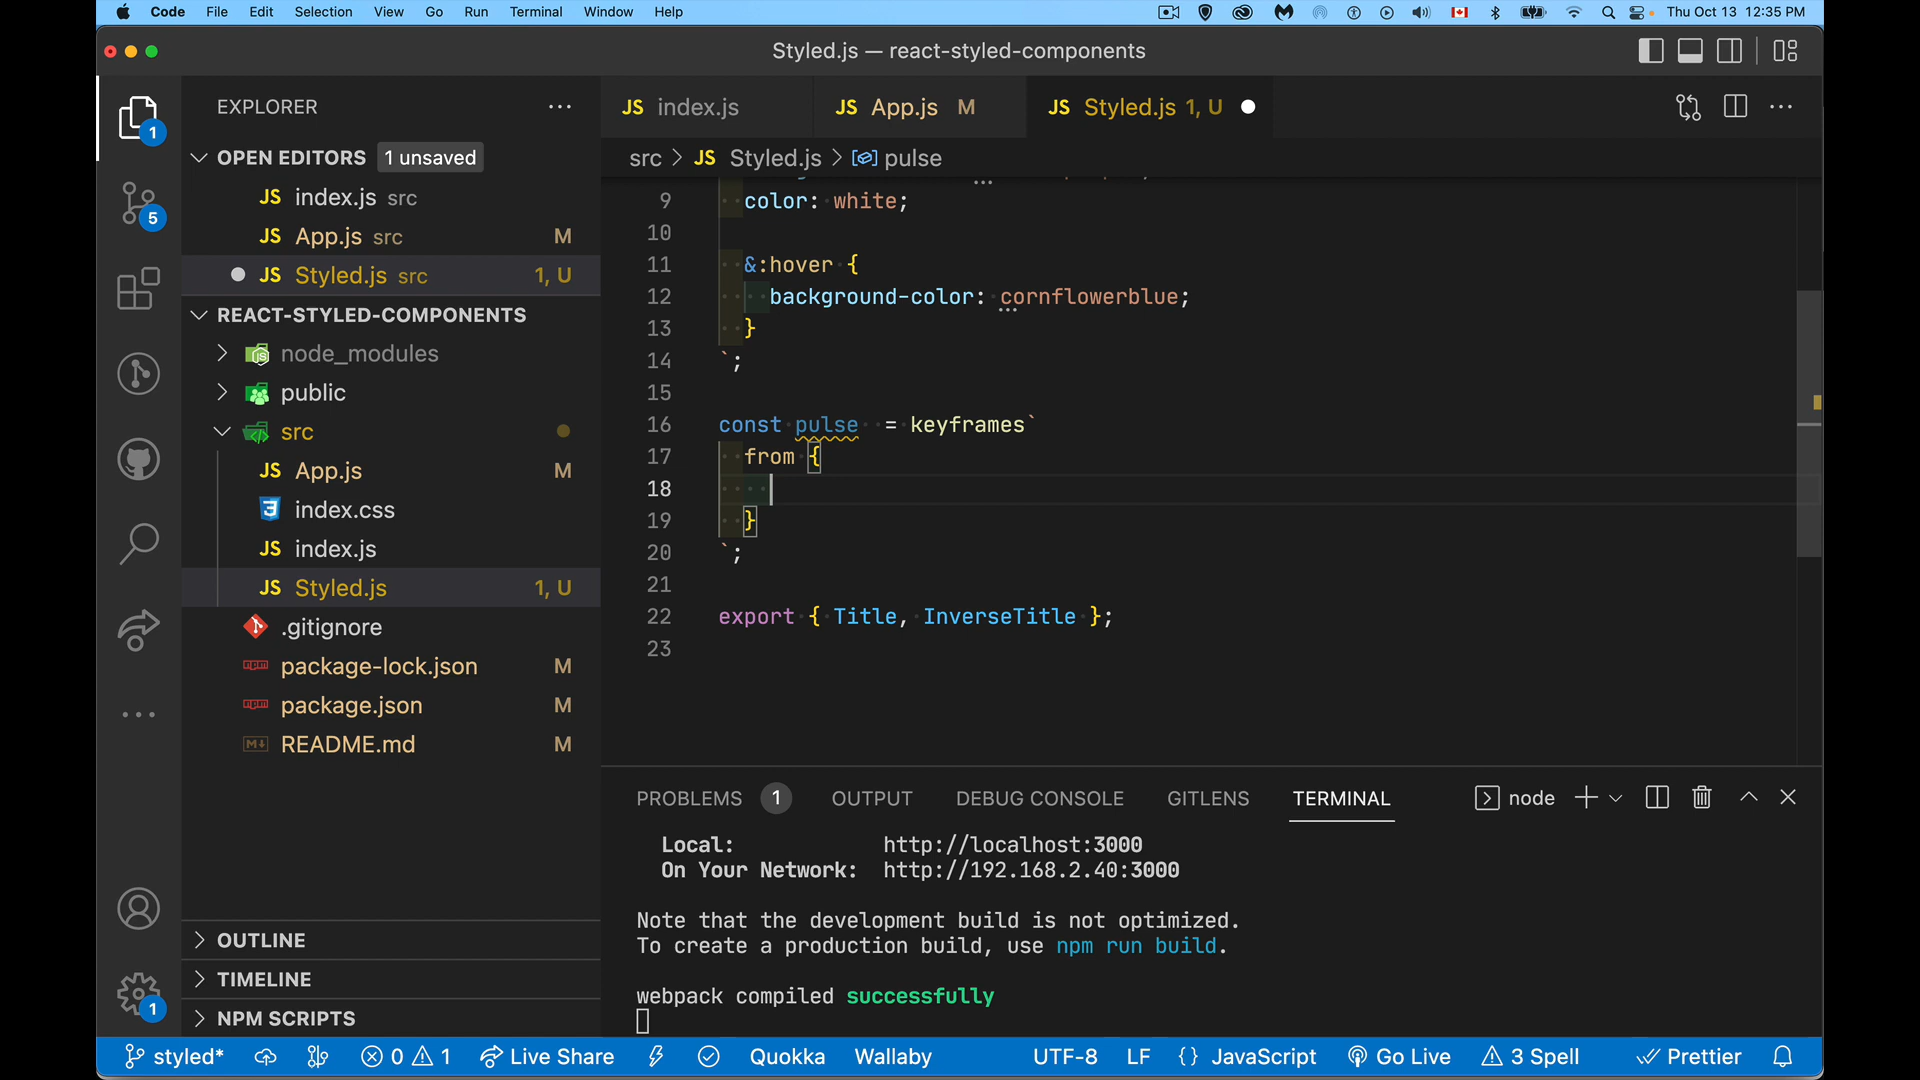 Code File Edit Selection View Go Run Terminal Window Help Thu Oct 13 12:35 PM
Styled.js — react-styled-components
EXPLORER
JS index.js JS App.js M JS Styled.js 1, U
OPEN EDITORS 1 unsaved
src > JS Styled.js > pulse
JS index.js src
JS App.js src M
JS Styled.js src 1, U
REACT-STYLED-COMPONENTS
node_modules
public
src
JS App.js M
index.css
JS index.js
JS Styled.js 1, U
.gitignore
package-lock.json M
package.json M
README.md M
OUTLINE
TIMELINE
NPM SCRIPTS
9 color: white;
10
11 &:hover {
12 background-color: cornflowerblue;
13 }
14 `;
15
16 const pulse = keyframes`
17 from {
18
19 }
20 `;
21
22 export { Title, InverseTitle };
23
PROBLEMS 1 OUTPUT DEBUG CONSOLE GITLENS TERMINAL node
Local: http://localhost:3000
On Your Network: http://192.168.2.40:3000
Note that the development build is not optimized.
To create a production build, use npm run build.
webpack compiled successfully
styled* 0 1 Live Share Quokka Wallaby UTF-8 LF {} JavaScript Go Live 3 Spell Prettier
1
5
1